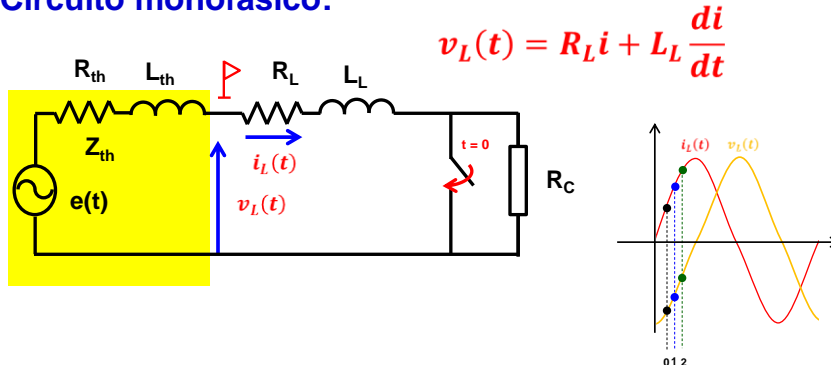 Circuito monofásico:
v_L(t) = R_L i + L_L di/dt
R_th L_th R_L L_L
Z_th
e(t)
i_L(t)
v_L(t)
t = 0
R_C
i_L(t) v_L(t)
0 1 2